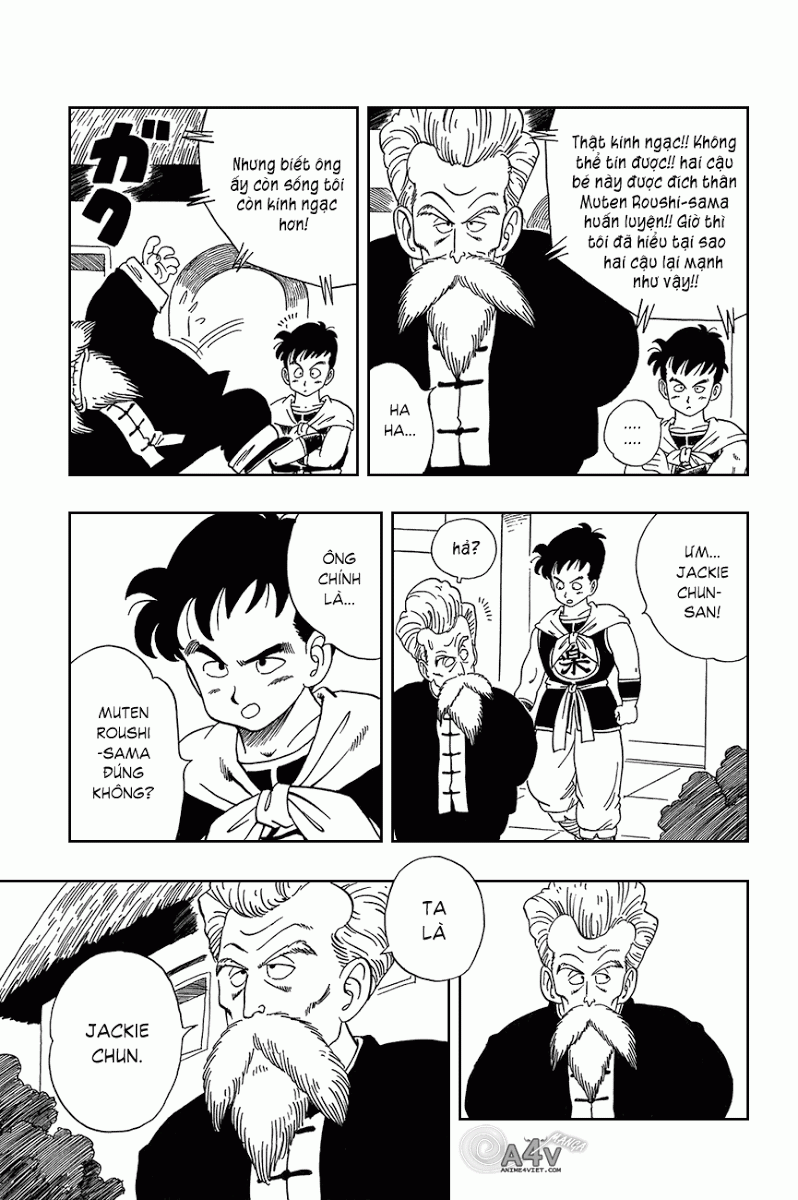 Thật kinh ngạc!! Không
thể tin được!! hai cậu
bé này được đích thân
Muten Roushi-sama
huấn luyện!! Giờ thì
tôi đã hiểu tại sao
hai cậu lại mạnh
như vậy!!
HA
HA...
.....
.....
Nhưng biết ông
ấy còn sống tôi
còn kinh ngạc
hơn!
ガク
ƯM...
JACKIE
CHUN-
SAN!
hả?
桌
ÔNG
CHÍNH
LÀ...
MUTEN
ROUSHI
-SAMA
ĐÚNG
KHÔNG?
TA
LÀ
JACKIE
CHUN.
A4V
MANGA
ANIME4VIET.COM